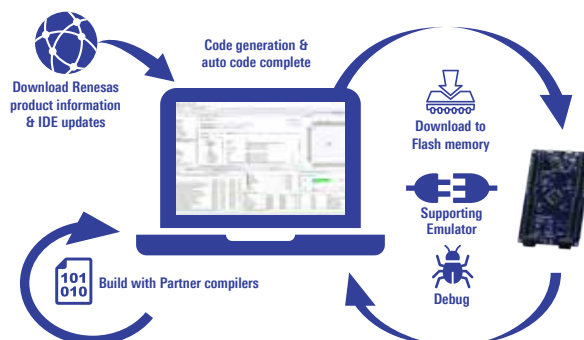 Code generation &
auto code complete
Download Renesas
product information
& IDE updates
Download to
Flash memory
Supporting
Emulator
Debug
101
010
Build with Partner compilers